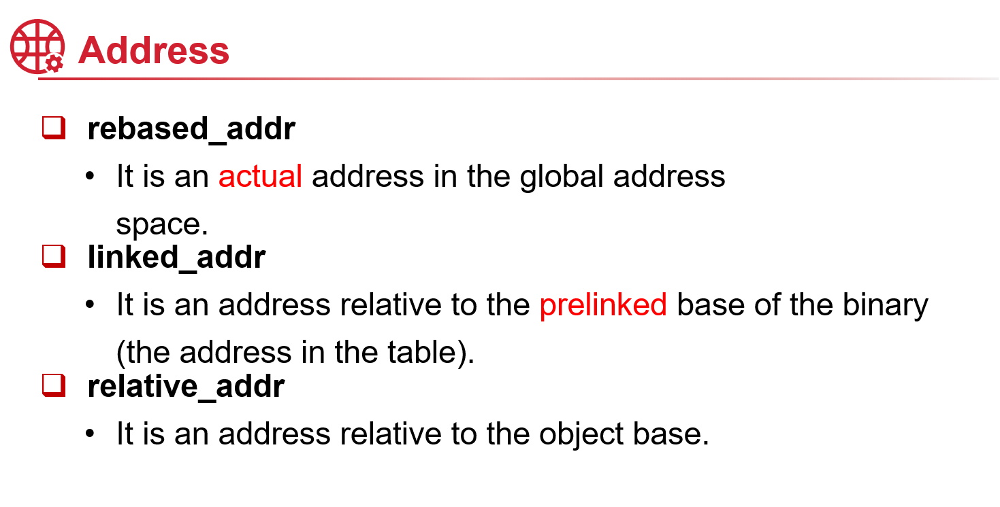 Address
❑ rebased_addr
• It is an actual address in the global address
space.
❑ linked_addr
• It is an address relative to the prelinked base of the binary
(the address in the table).
❑ relative_addr
• It is an address relative to the object base.